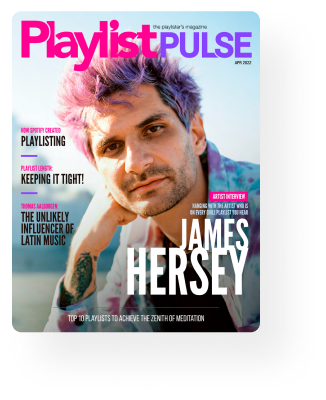 the playlister's magazine
Playlist PULSE
APR 2022
HOW SPOTIFY CREATED
PLAYLISTING
PLAYLIST LENGTH:
KEEPING IT TIGHT!
THOMAS AALBORGEN:
THE UNLIKELY
INFLUENCER OF
LATIN MUSIC
ARTIST INTERVIEW
HANGING WITH THE ARTIST WHO IS
ON EVERY CHILL PLAYLIST YOU HEAR
JAMES
HERSEY
TOP 10 PLAYLISTS TO ACHIEVE THE ZENITH OF MEDITATION